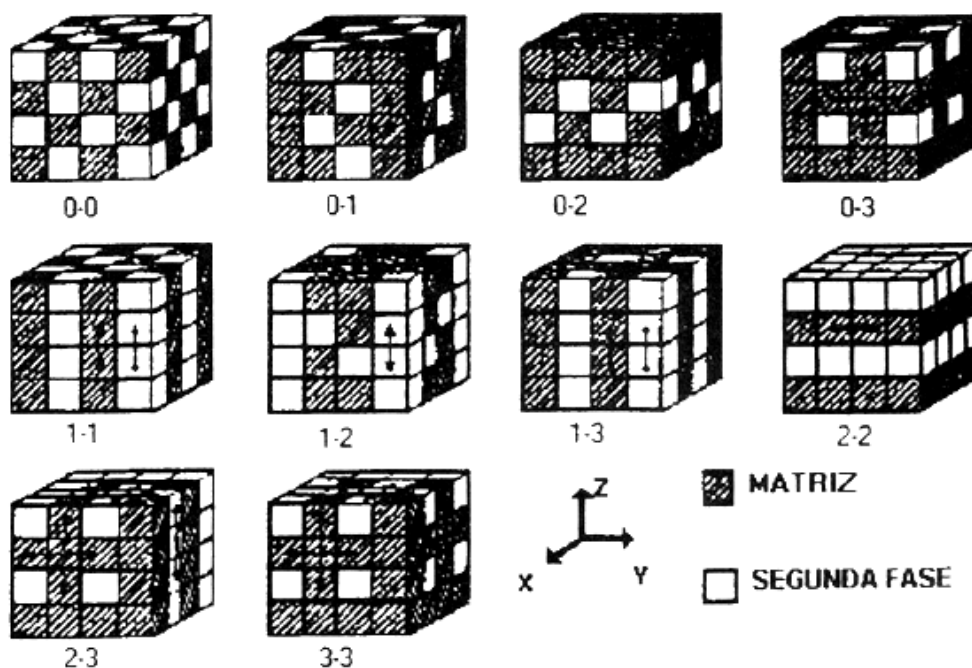 0-0
0-1
0-2
0-3
1-1
1-2
1-3
2-2
2-3
3-3
Z
X
Y
MATRIZ
SEGUNDA FASE